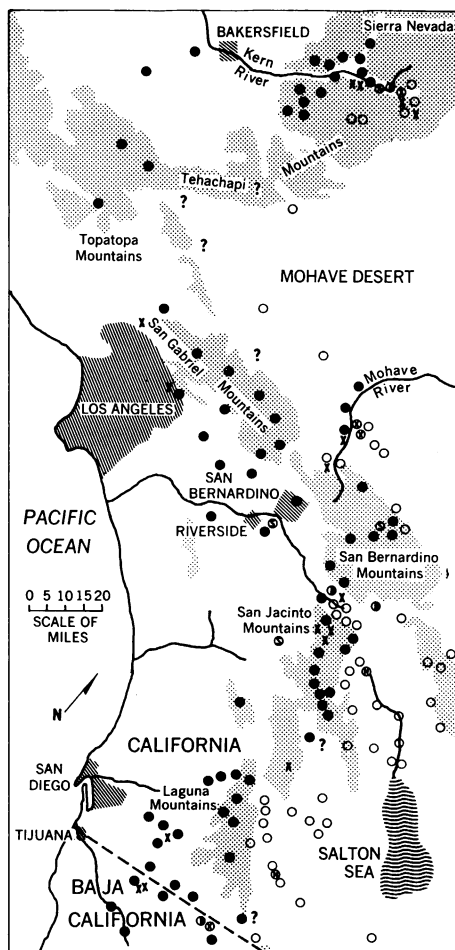 Sierra Nevada
BAKERSFIELD
Kern
River
Tehachapi
?
Mountains
?
?
Topatopa
Mountains
MOHAVE DESERT
San Gabriel
Mountains
?
Mohave
River
LOS ANGELES
SAN
BERNARDINO
RIVERSIDE
PACIFIC
OCEAN
San Bernardino
Mountains
0 5 10 15 20
SCALE OF
MILES
San Jacinto
Mountains
N
?
CALIFORNIA
SAN
DIEGO
Laguna
Mountains
TIJUANA
SALTON
SEA
BAJA
CALIFORNIA
?